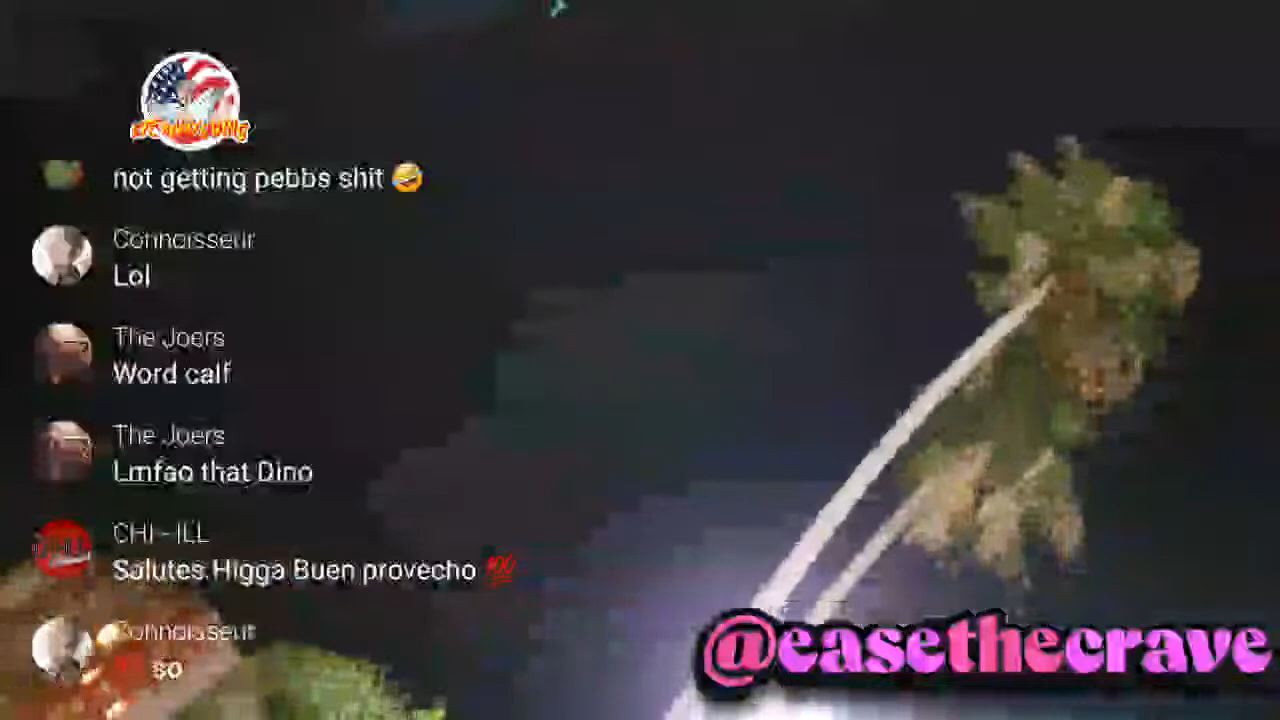 not getting pebbs shit 😂
Connoisseur
Lol
The Joers
Word calf
The Joers
Lmfao that Dino
CHI-ILL
Salutes Higga Buen provecho 💯
Connoisseur
so
@easethecrave